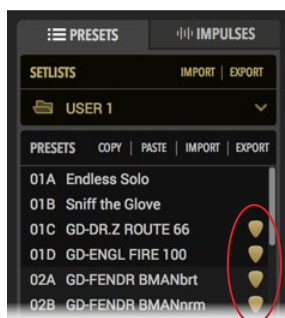 PRESETS IMPULSES
SETLISTS IMPORT | EXPORT
USER 1
PRESETS COPY | PASTE | IMPORT | EXPORT
01A Endless Solo
01B Sniff the Glove
01C GD-DR.Z ROUTE 66
01D GD-ENGL FIRE 100
02A GD-FENDR BMANbrt
02B GD-FENDR BMANnrm